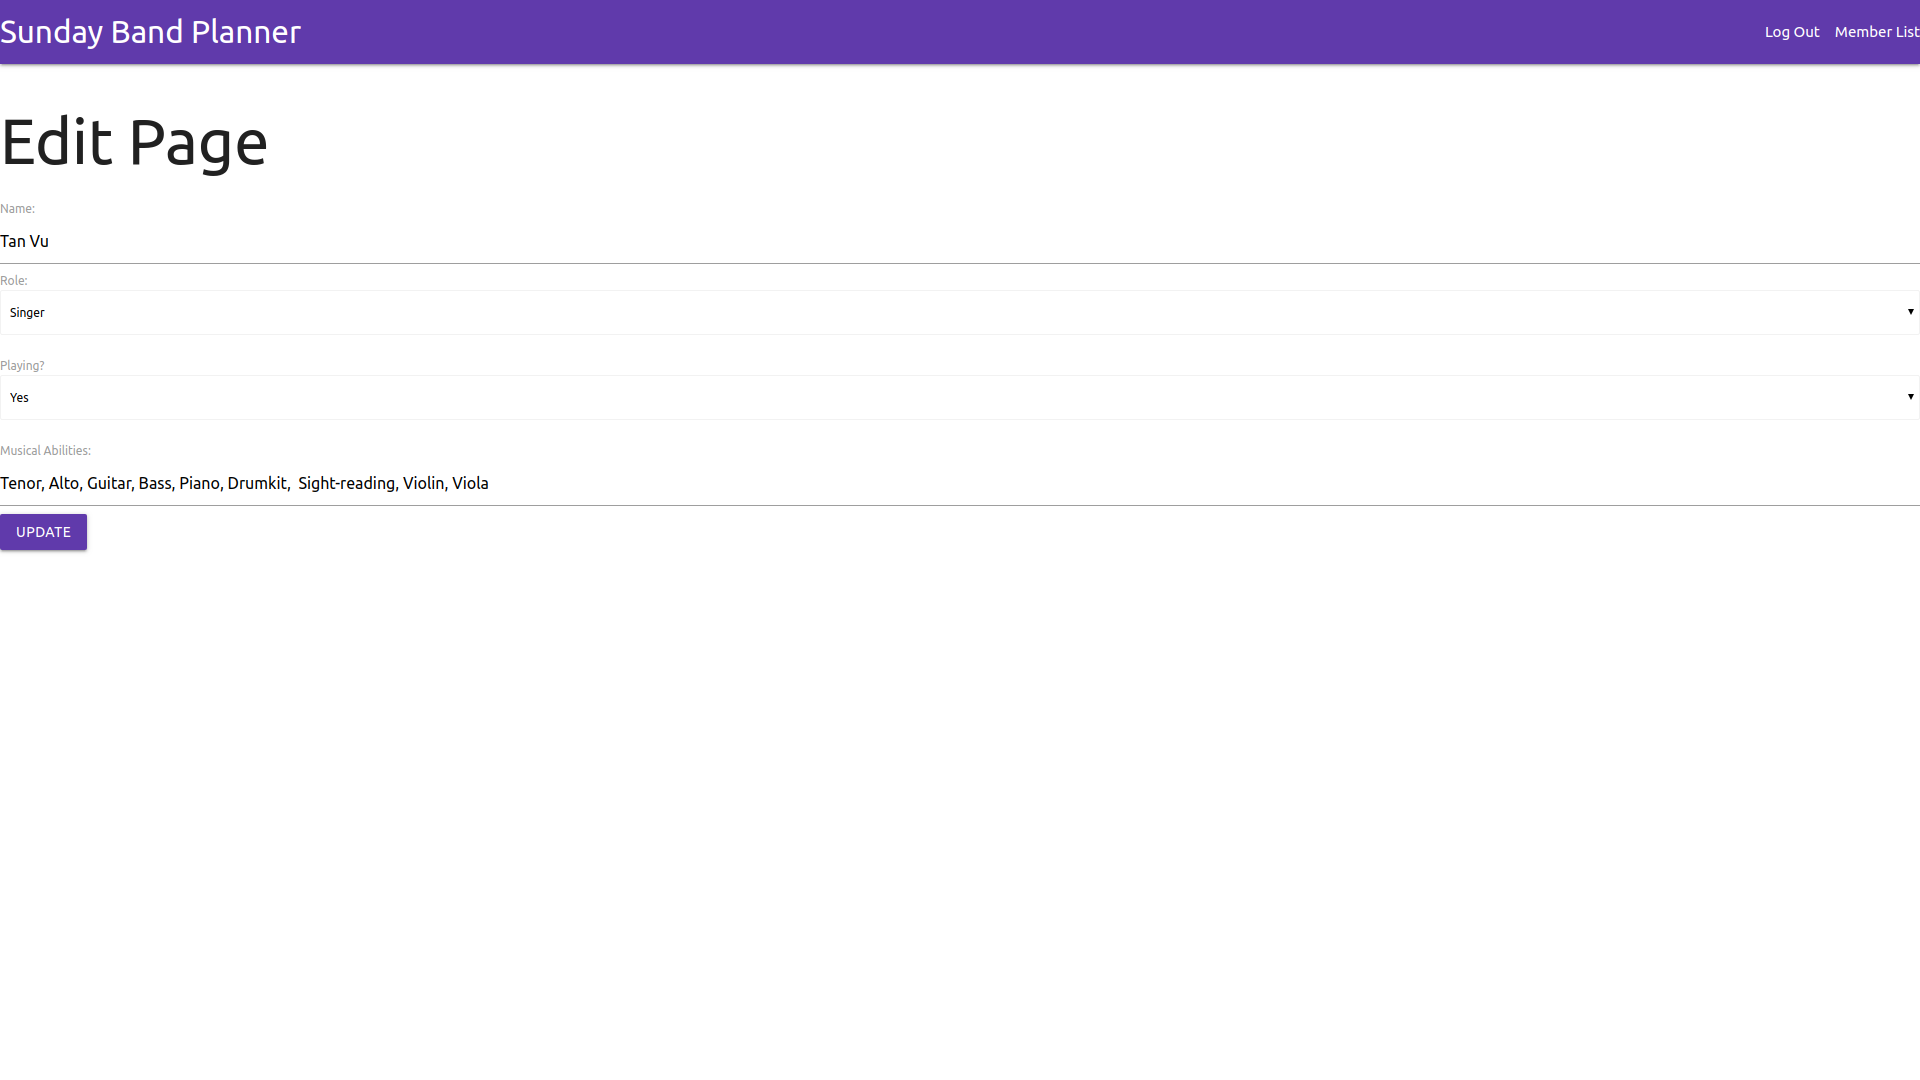 Sunday Band Planner
Log Out Member List
Edit Page
Name:
Tan Vu
Role:
Singer
Playing?
Yes
Musical Abilities:
Tenor, Alto, Guitar, Bass, Piano, Drumkit,  Sight-reading, Violin, Viola
UPDATE